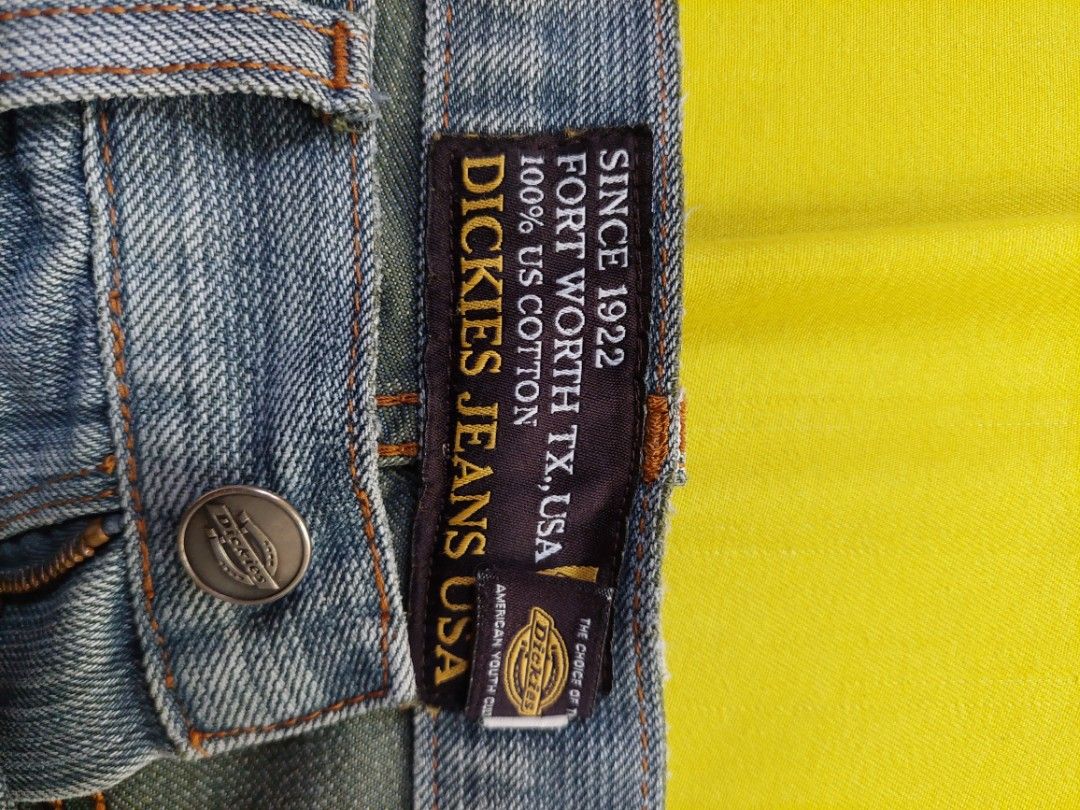 SINCE 1922
FORT WORTH TX., USA
100% US COTTON
DICKIES JEANS USA
THE CHOICE OF
Dickies
AMERICAN YOUTH
Dickies